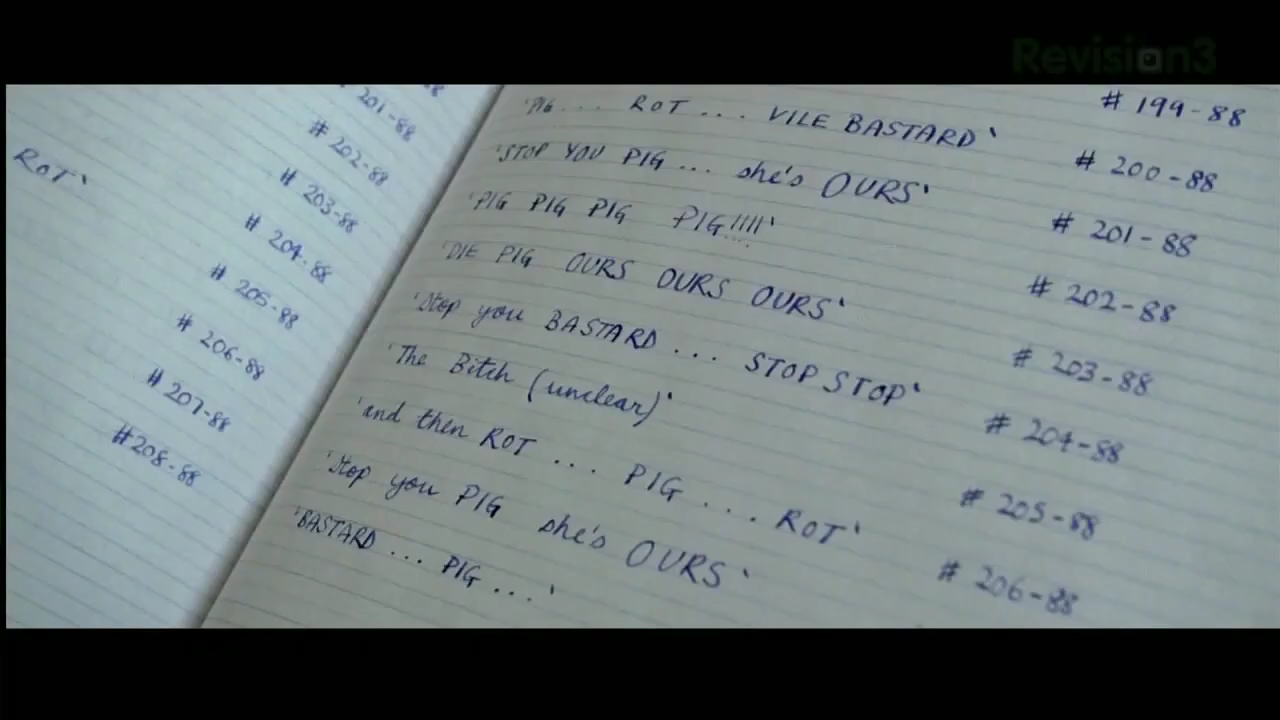 Revision3
#201-88
#202-88
#203-88
#204-88
#205-88
#206-88
#207-88
#208-88
ROT'
'PIG... ROT... VILE BASTARD' #199-88
'STOP YOU PIG... she's OURS' #200-88
'PIG PIG PIG PIG!!!!!' #201-88
'DIE PIG OURS OURS OURS' #202-88
'Stop you BASTARD... STOP STOP' #203-88
'The Bitch (unclear)' #204-88
'and then ROT... PIG... ROT' #205-88
'Stop you PIG she's OURS' #206-88
'BASTARD... PIG....'